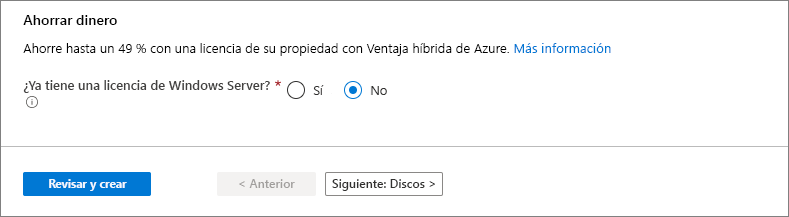 Ahorrar dinero
Ahorre hasta un 49 % con una licencia de su propiedad con Ventaja híbrida de Azure. Más información
¿Ya tiene una licencia de Windows Server? * Sí No
Revisar y crear < Anterior Siguiente: Discos >